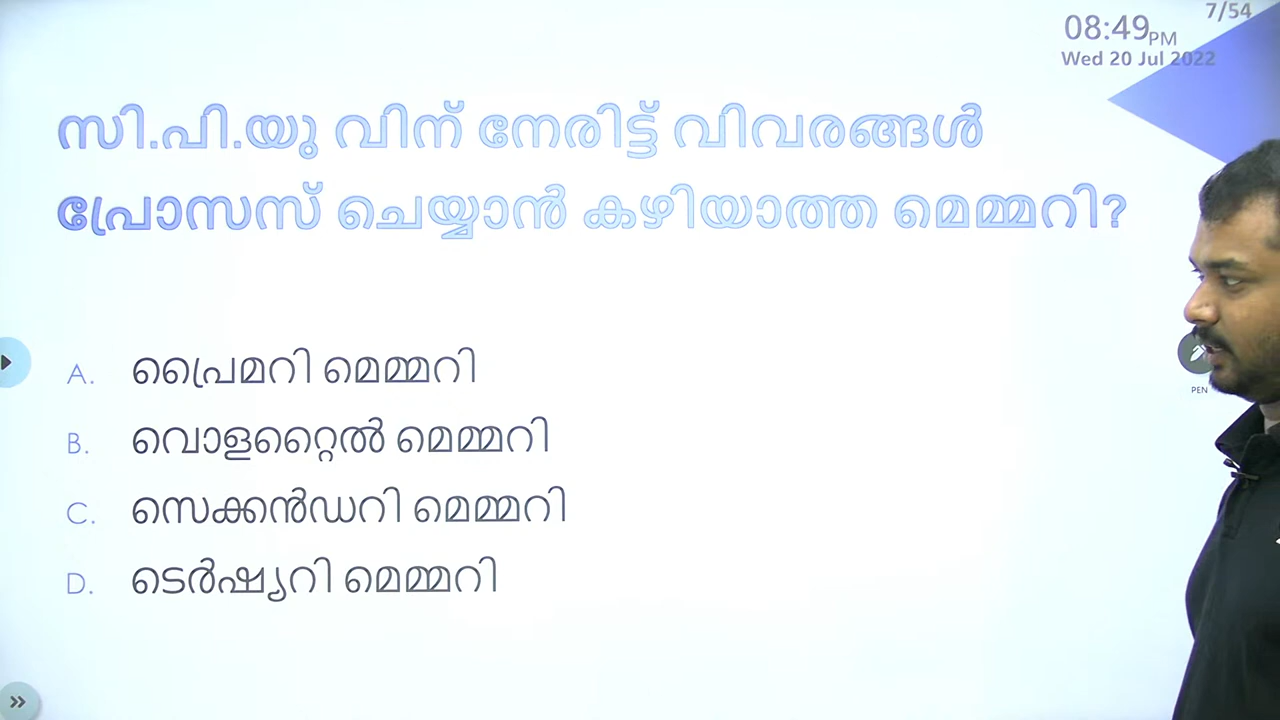 7/54
08:49PM
Wed 20 Jul 2022
സി.പി.യു വിന് നേരിട്ട് വിവരങ്ങൾ
പ്രോസസ് ചെയ്യാൻ കഴിയാത്ത മെമ്മറി?
A. പ്രൈമറി മെമ്മറി
B. വൊളറ്റൈൽ മെമ്മറി
C. സെക്കൻഡറി മെമ്മറി
D. ടെർഷ്യറി മെമ്മറി
PEN